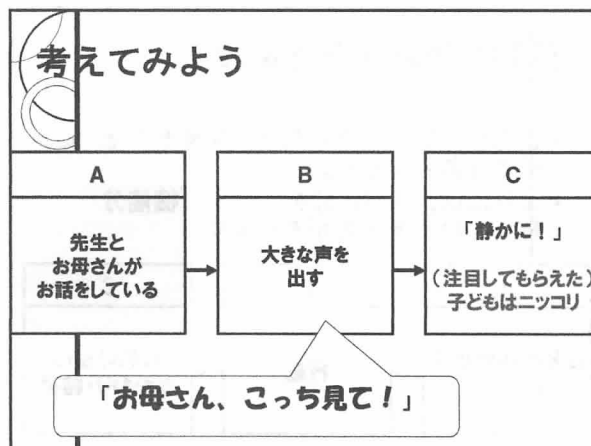 考えてみよう
A
先生と
お母さんが
お話をしている
B
大きな声を
出す
C
「静かに！」
（注目してもらえた）
子どもはニッコリ
「お母さん、こっち見て！」